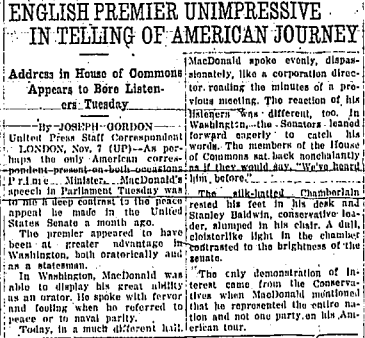 ENGLISH PREMIER UNIMPRESSIVE
IN TELLING OF AMERICAN JOURNEY
Address in House of Commons
Appears to Bore Listen-
ers Tuesday
By JOSEPH GORDON
United Press Staff Correspondent
LONDON, Nov. 7 (UP)—As per-
haps the only American corres-
pondent present on both occasions
Prime Minister MacDonald's
speech in Parliament Tuesday was
to me a deep contrast to the peace
appeal he made in the United
States Senate a month ago.
The premier appeared to have
been at greater advantage in
Washington, both oratorically and
as a statesman.
In Washington, MacDonald was
able to display his great ability
as an orator. He spoke with fervor
and feeling when he referred to
peace or to naval parity.
Today, in a much different hall,
MacDonald spoke evenly, dispas-
sionately, like a corporation direc-
tor reading the minutes of a pre-
vious meeting. The reaction of his
listeners was different, too. In
Washington, the Senators leaned
forward eagerly to catch his
words. The members of the House
of Commons sat back nonchalantly
as if they would say, "We've heard
him before."
The silk-hatted Chamberlain
rested his feet in his desk and
Stanley Baldwin, conservative lea-
der, slumped in his chair. A dull,
cloisterlike light in the chamber
contrasted to the brightness of the
senate.
The only demonstration of in-
terest came from the Conserva-
tives when MacDonald mentioned
that he represented the entire na-
tion and not one party, on his Am-
erican tour.